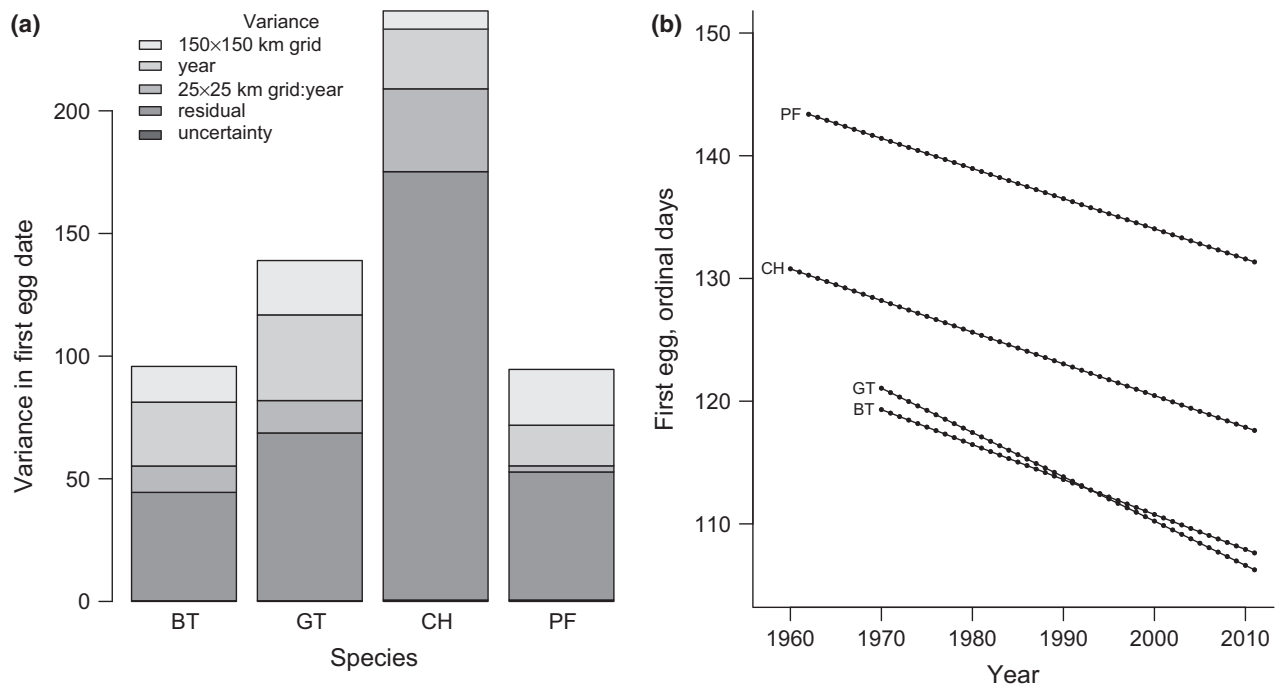 (a)
Variance
150×150 km grid
year
25×25 km grid:year
residual
uncertainty
Variance in first egg date
200
150
100
50
0
BT GT CH PF
Species
(b)
First egg, ordinal days
150
140
130
120
110
PF
CH
GT
BT
1960 1970 1980 1990 2000 2010
Year